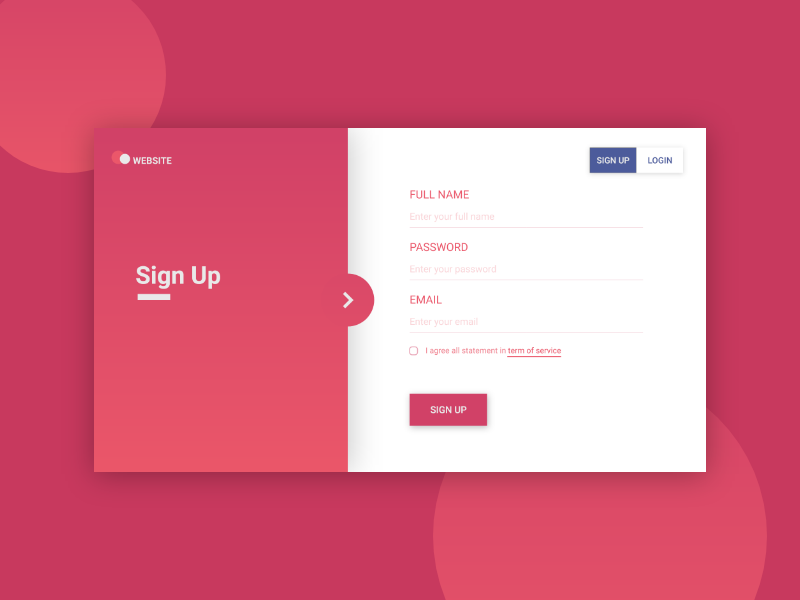 WEBSITE
Sign Up
SIGN UP
LOGIN
FULL NAME
Enter your full name
PASSWORD
Enter your password
EMAIL
Enter your email
I agree all statement in term of service
SIGN UP